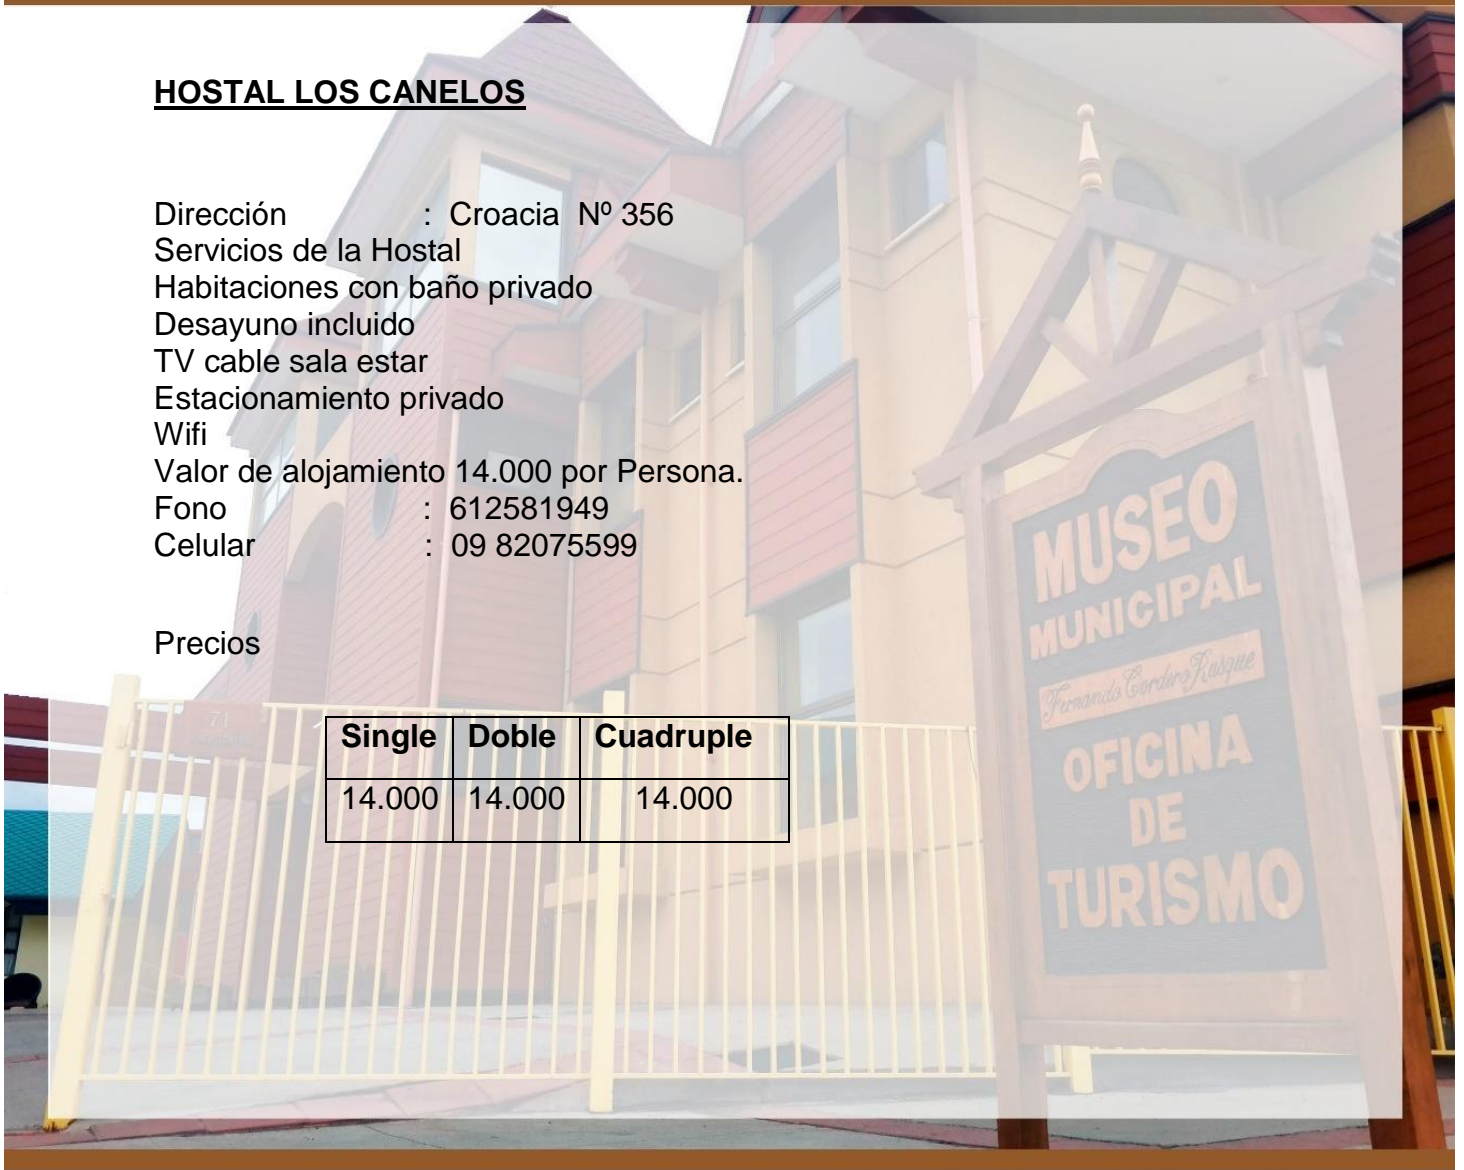 HOSTAL LOS CANELOS
Dirección : Croacia Nº 356
Servicios de la Hostal
Habitaciones con baño privado
Desayuno incluido
TV cable sala estar
Estacionamiento privado
Wifi
Valor de alojamiento 14.000 por Persona.
Fono : 612581949
Celular : 09 82075599
Precios
Single Doble Cuadruple
14.000 14.000 14.000
71
MUSEO
MUNICIPAL
Fernando Cordero Rusque
OFICINA
DE
TURISMO